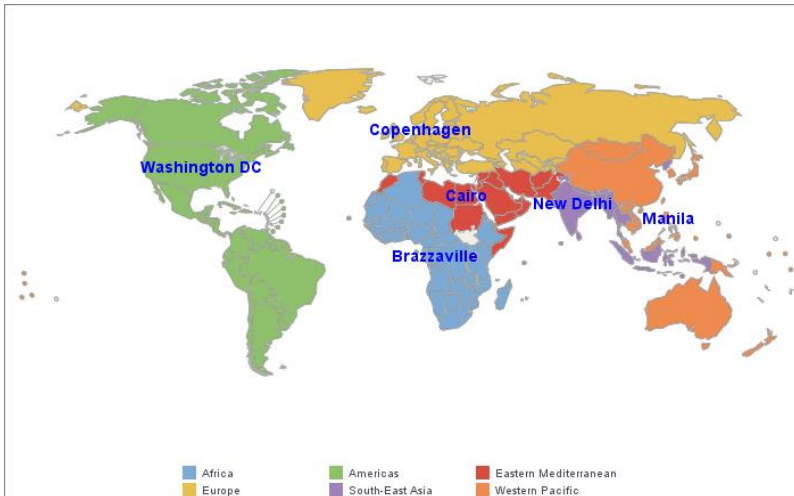 Copenhagen
Washington DC
Cairo
New Delhi
Manila
Brazzaville
Africa
Americas
Eastern Mediterranean
Europe
South-East Asia
Western Pacific